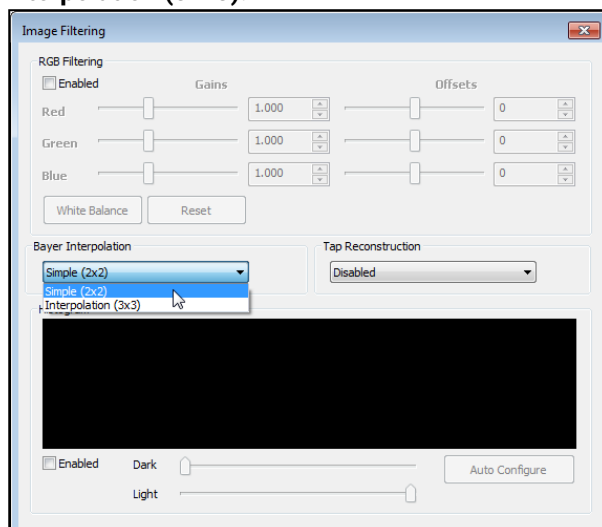 Image Filtering
RGB Filtering
Enabled Gains Offsets
Red 1.000 0
Green 1.000 0
Blue 1.000 0
White Balance Reset
Bayer Interpolation Tap Reconstruction
Simple (2x2) Disabled
Simple (2x2)
Interpolation (3x3)
Enabled Dark Auto Configure
Light